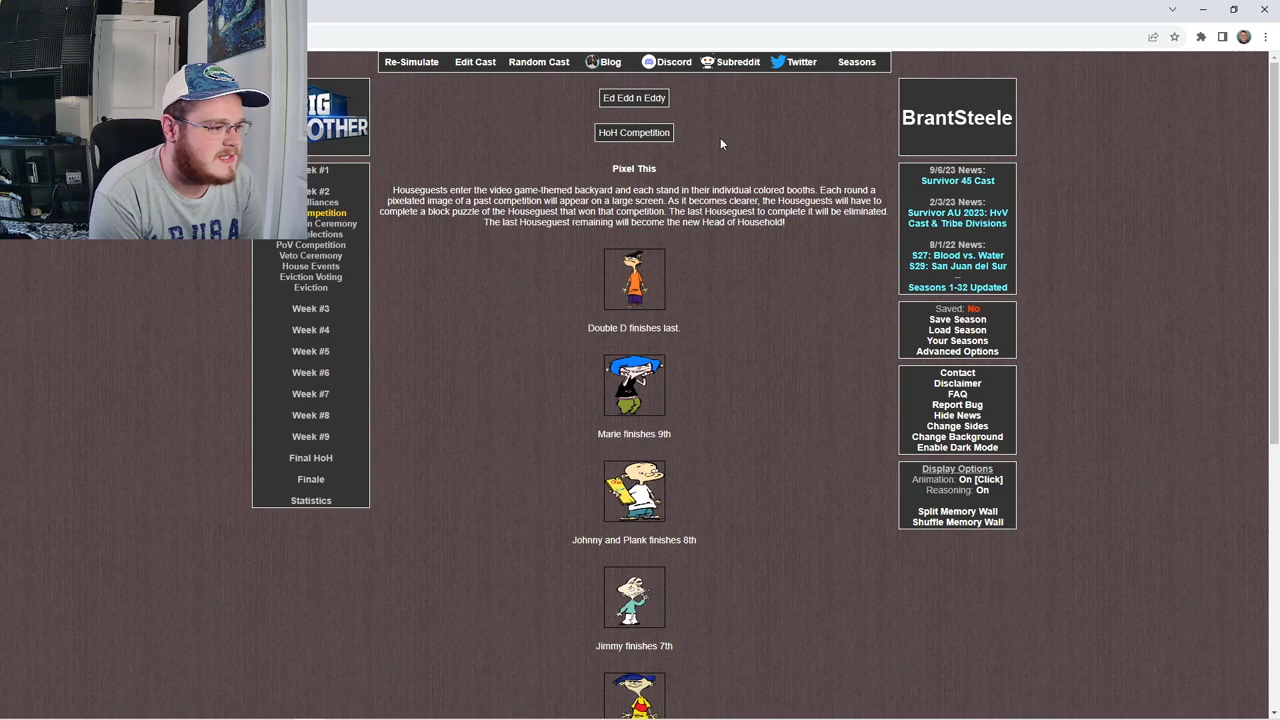 Re-Simulate Edit Cast Random Cast Blog Discord Subreddit Twitter Seasons
IG
OTHER
ek #1
ek #2
lliances
mpetition
n Ceremony
elections
PoV Competition
Veto Ceremony
House Events
Eviction Voting
Eviction
Week #3
Week #4
Week #5
Week #6
Week #7
Week #8
Week #9
Final HoH
Finale
Statistics
Ed Edd n Eddy
HoH Competition
Pixel This
Houseguests enter the video game-themed backyard and each stand in their individual colored booths. Each round a
pixelated image of a past competition will appear on a large screen. As it becomes clearer, the Houseguests will have to
complete a block puzzle of the Houseguest that won that competition. The last Houseguest to complete it will be eliminated.
The last Houseguest remaining will become the new Head of Household!
Double D finishes last.
Marie finishes 9th
Johnny and Plank finishes 8th
Jimmy finishes 7th
BrantSteele
9/6/23 News:
Survivor 45 Cast
2/3/23 News:
Survivor AU 2023: HvV
Cast & Tribe Divisions
8/1/22 News:
S27: Blood vs. Water
S29: San Juan del Sur
--
Seasons 1-32 Updated
Saved: No
Save Season
Load Season
Your Seasons
Advanced Options
Contact
Disclaimer
FAQ
Report Bug
Hide News
Change Sides
Change Background
Enable Dark Mode
Display Options
Animation: On [Click]
Reasoning: On
Split Memory Wall
Shuffle Memory Wall